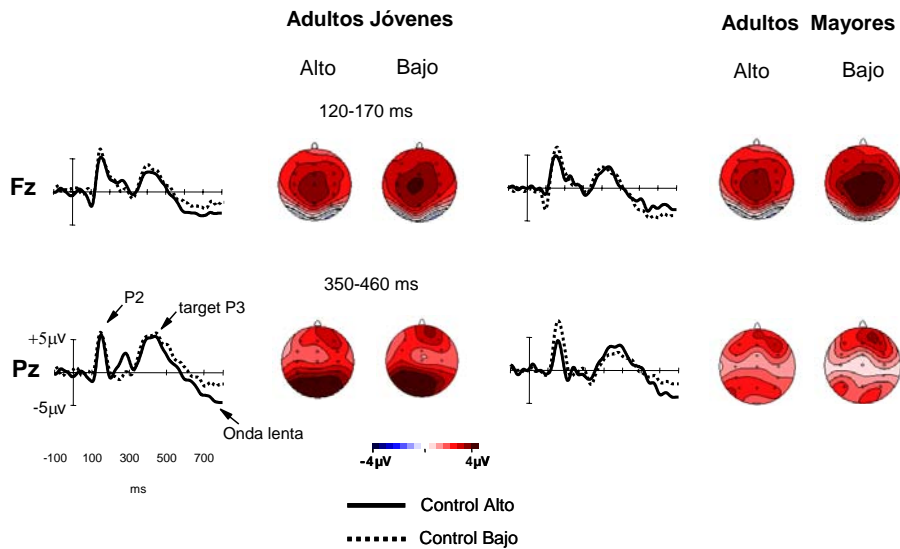 Adultos Jóvenes
Adultos Mayores
Alto Bajo
Alto Bajo
120-170 ms
Fz
350-460 ms
P2
target P3
+5µV
Pz
-5µV
Onda lenta
-100 100 300 500 700
ms
-4µV 4µV
Control Alto
Control Bajo